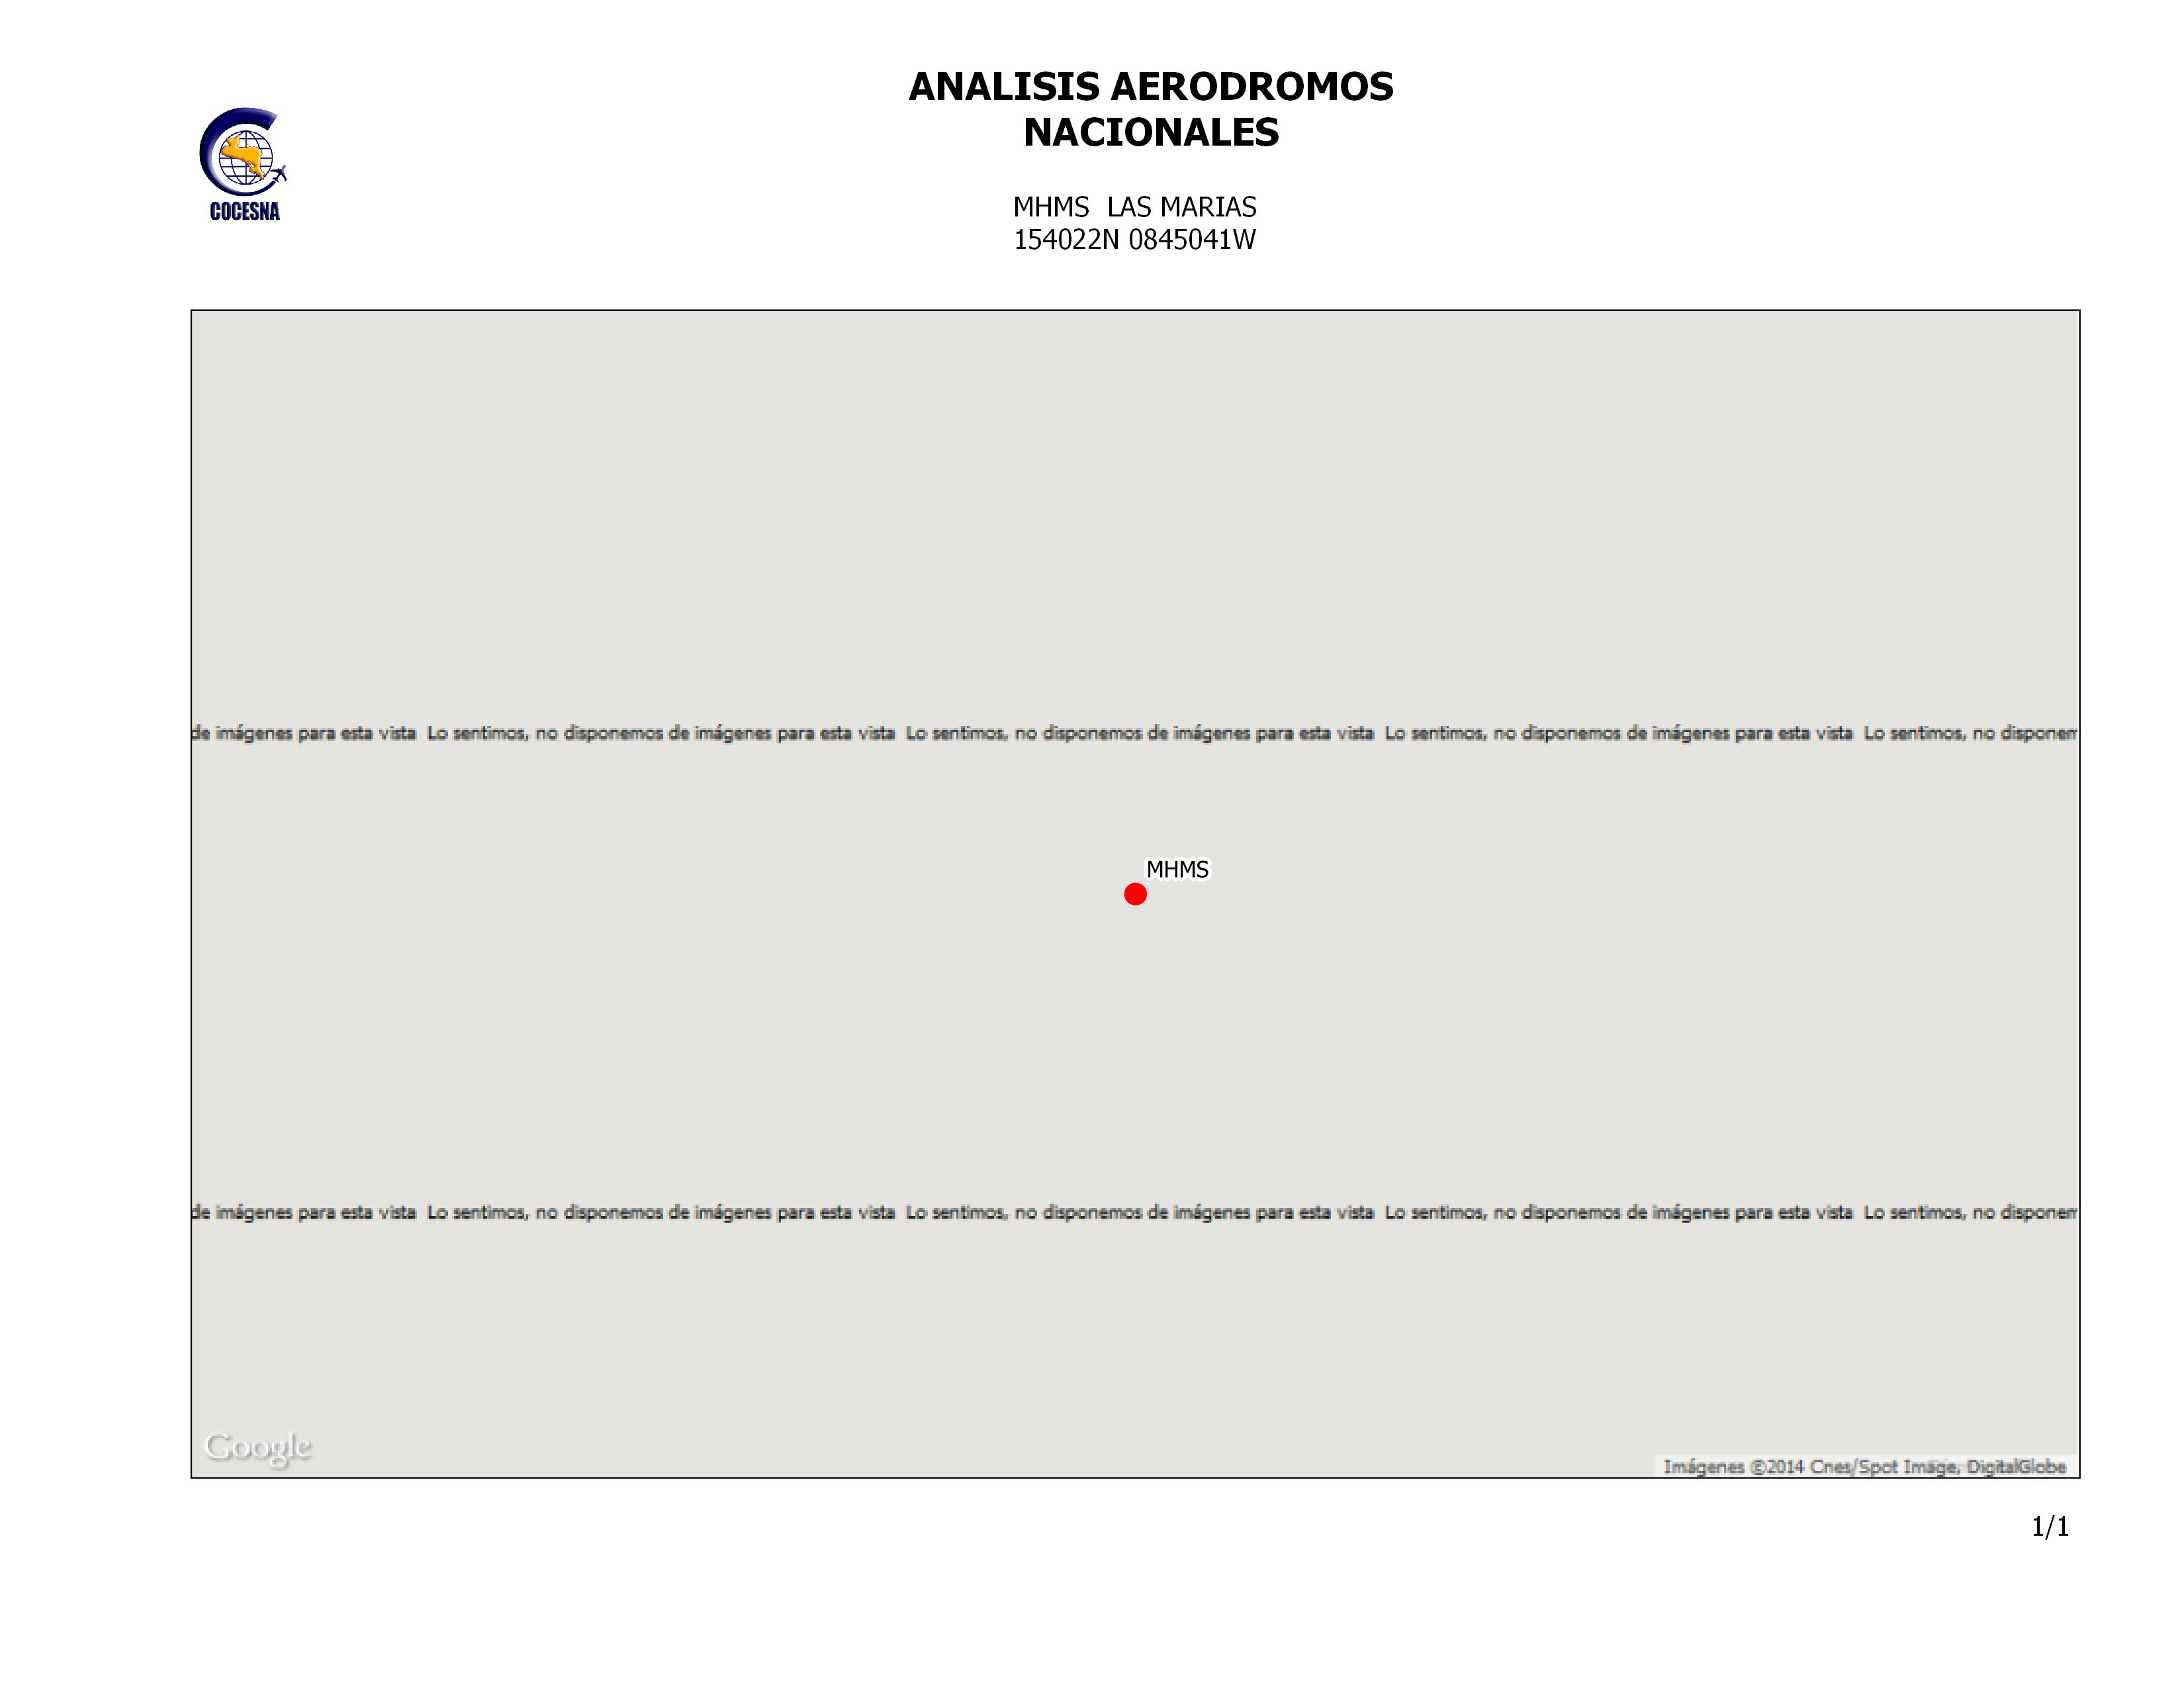 ANALISIS AERODROMOS
NACIONALES
COCESNA
MHMS LAS MARIAS
154022N 0845041W
de imágenes para esta vista Lo sentimos, no disponemos de imágenes para esta vista Lo sentimos, no disponemos de imágenes para esta vista Lo sentimos, no disponemos de imágenes para esta vista Lo sentimos, no disponem
MHMS
de imágenes para esta vista Lo sentimos, no disponemos de imágenes para esta vista Lo sentimos, no disponemos de imágenes para esta vista Lo sentimos, no disponemos de imágenes para esta vista Lo sentimos, no disponem
Google
Imágenes ©2014 Cnes/Spot Image, DigitalGlobe
1/1